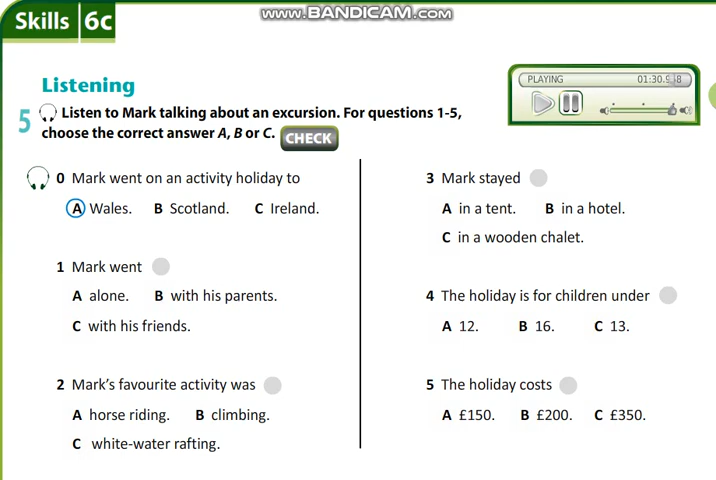 Skills 6c
www.BANDICAM.com
Listening
PLAYING 01:30.9
5 Listen to Mark talking about an excursion. For questions 1-5,
choose the correct answer A, B or C. CHECK
0 Mark went on an activity holiday to
A Wales. B Scotland. C Ireland.
1 Mark went
A alone. B with his parents.
C with his friends.
2 Mark's favourite activity was
A horse riding. B climbing.
C white-water rafting.
3 Mark stayed
A in a tent. B in a hotel.
C in a wooden chalet.
4 The holiday is for children under
A 12. B 16. C 13.
5 The holiday costs
A £150. B £200. C £350.